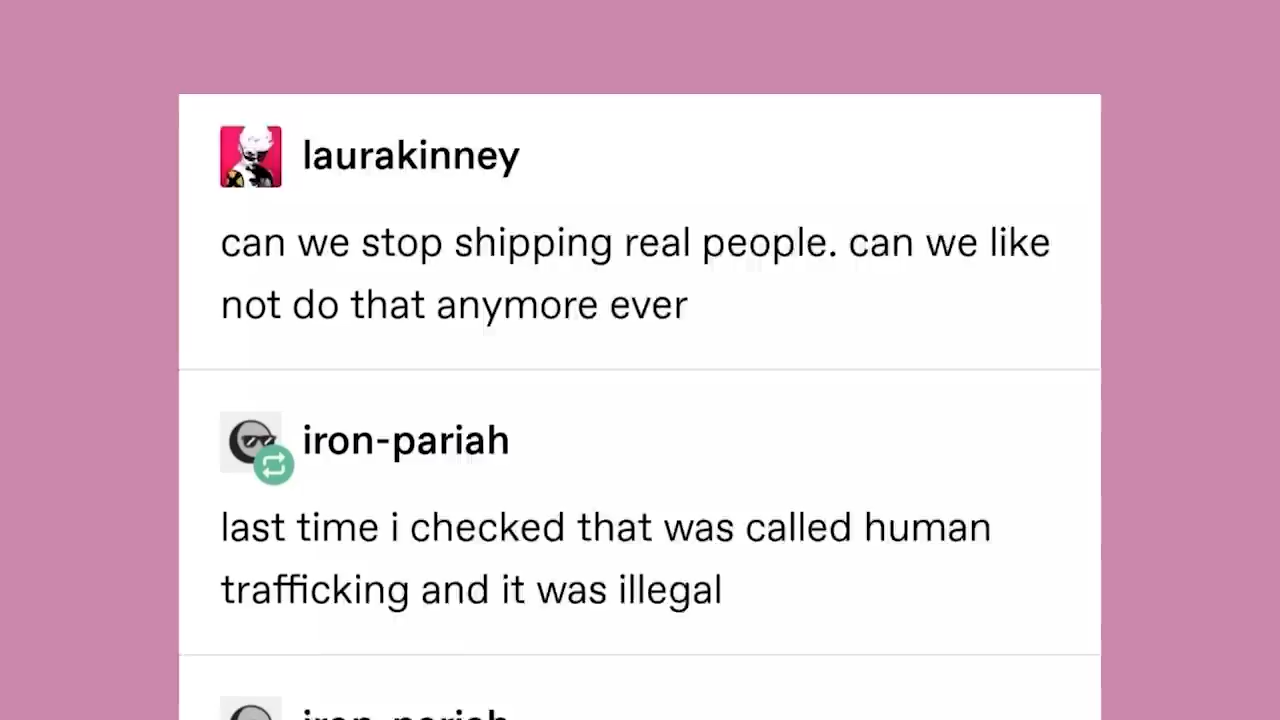 laurakinney
can we stop shipping real people. can we like
not do that anymore ever
iron-pariah
last time i checked that was called human
trafficking and it was illegal
iron-pariah